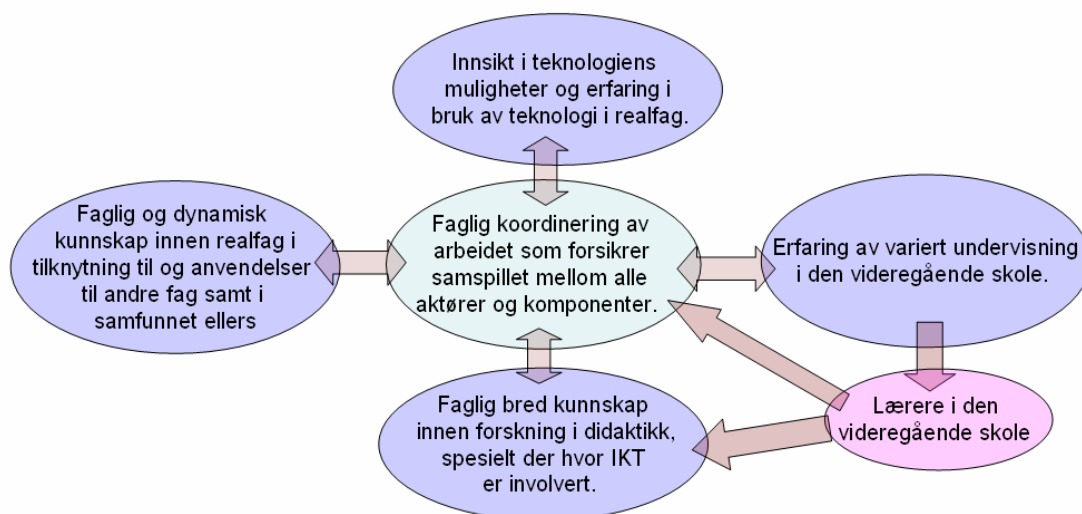 Innsikt i teknologiens
muligheter og erfaring i
bruk av teknologi i realfag.
Faglig og dynamisk
kunnskap innen realfag i
tilknytning til og anvendelser
til andre fag samt i
samfunnet ellers
Faglig koordinering av
arbeidet som forsikrer
samspillet mellom alle
aktører og komponenter.
Erfaring av variert undervisning
i den videregående skole.
Faglig bred kunnskap
innen forskning i didaktikk,
spesielt der hvor IKT
er involvert.
Lærere i den
videregående skole